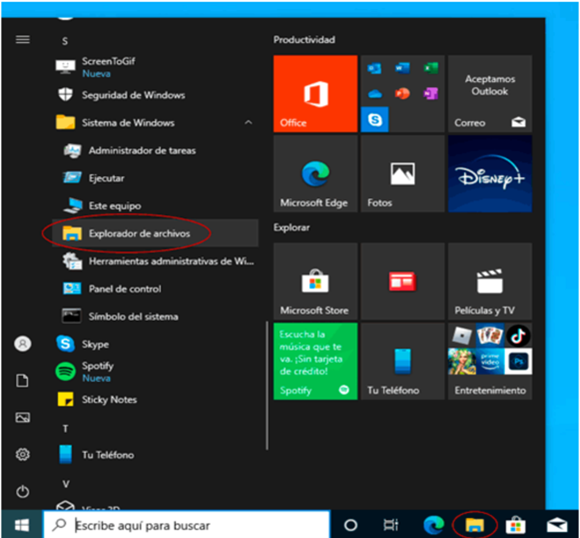 S
ScreenToGif
Nueva
Seguridad de Windows
Sistema de Windows
Administrador de tareas
Ejecutar
Este equipo
Explorador de archivos
Herramientas administrativas de Wi...
Panel de control
Símbolo del sistema
Skype
Spotify
Nueva
Sticky Notes
T
Tu Teléfono
V
Productividad
Office
Aceptamos
Outlook
Correo
Microsoft Edge
Fotos
Disney+
Explorar
Microsoft Store
Películas y TV
Escucha la
música que te
va. ¡Sin tarjeta
de crédito!
Spotify
Tu Teléfono
prime video
Ps
Entretenimiento
Escribe aquí para buscar